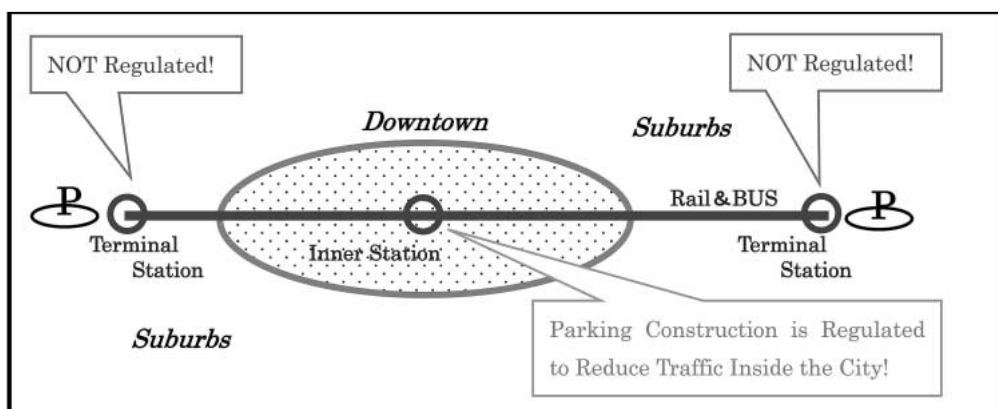 NOT Regulated!
NOT Regulated!
Downtown
Suburbs
P
Rail&BUS
P
Terminal
Station
Inner Station
Terminal
Station
Suburbs
Parking Construction is Regulated
to Reduce Traffic Inside the City!